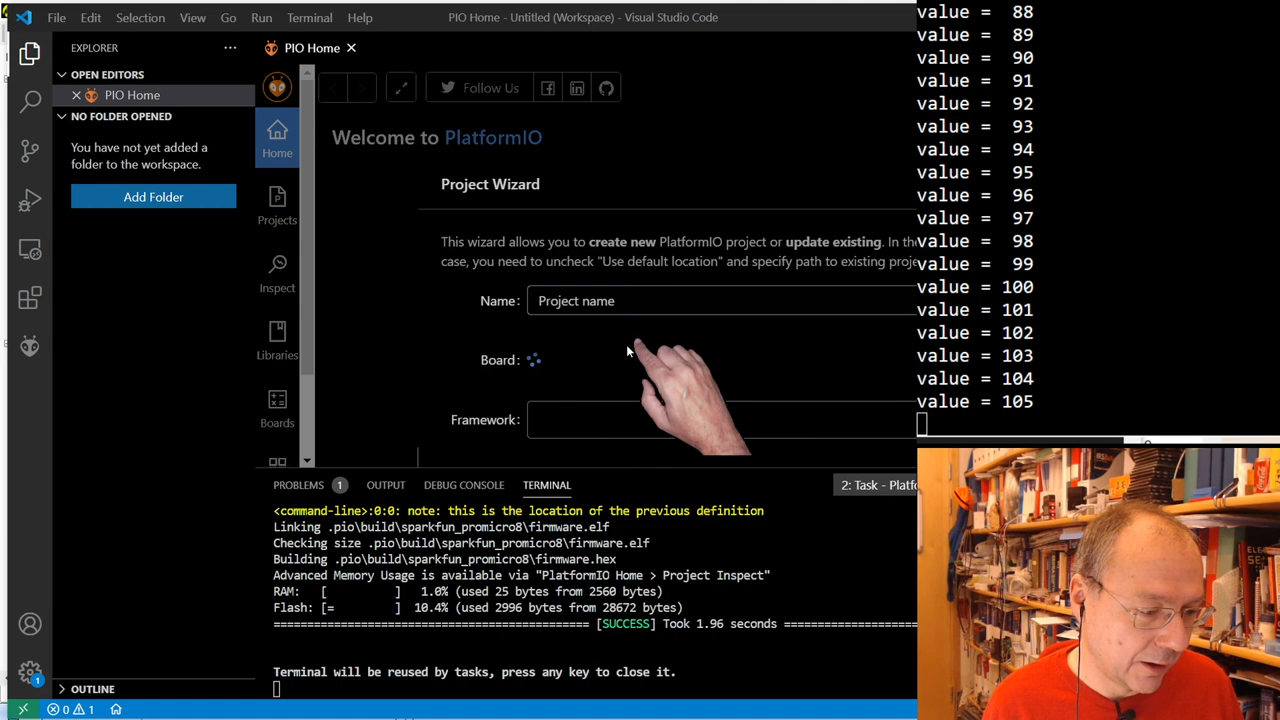 File Edit Selection View Go Run Terminal Help
PIO Home - Untitled (Workspace) - Visual Studio Code
EXPLORER
OPEN EDITORS
PIO Home
NO FOLDER OPENED
You have not yet added a
folder to the workspace.
Add Folder
OUTLINE
PIO Home
Follow Us
Home
Projects
Inspect
Libraries
Boards
Welcome to PlatformIO
Project Wizard
This wizard allows you to create new PlatformIO project or update existing. In the
case, you need to uncheck "Use default location" and specify path to existing
Name: Project name
Board:
Framework:
PROBLEMS 1 OUTPUT DEBUG CONSOLE TERMINAL
2: Task -
<command-line>:0:0: note: this is the location of the previous definition
Linking .pio\build\sparkfun_promicro8\firmware.elf
Checking size .pio\build\sparkfun_promicro8\firmware.elf
Building .pio\build\sparkfun_promicro8\firmware.hex
Advanced Memory Usage is available via "PlatformIO Home > Project Inspect"
RAM: [ ] 1.0% (used 25 bytes from 2560 bytes)
Flash: [= ] 10.4% (used 2996 bytes from 28672 bytes)
============================================== [SUCCESS] Took 1.96 seconds ================
Terminal will be reused by tasks, press any key to close it.
1
0 1
value = 88
value = 89
value = 90
value = 91
value = 92
value = 93
value = 94
value = 95
value = 96
value = 97
value = 98
value = 99
value = 100
value = 101
value = 102
value = 103
value = 104
value = 105